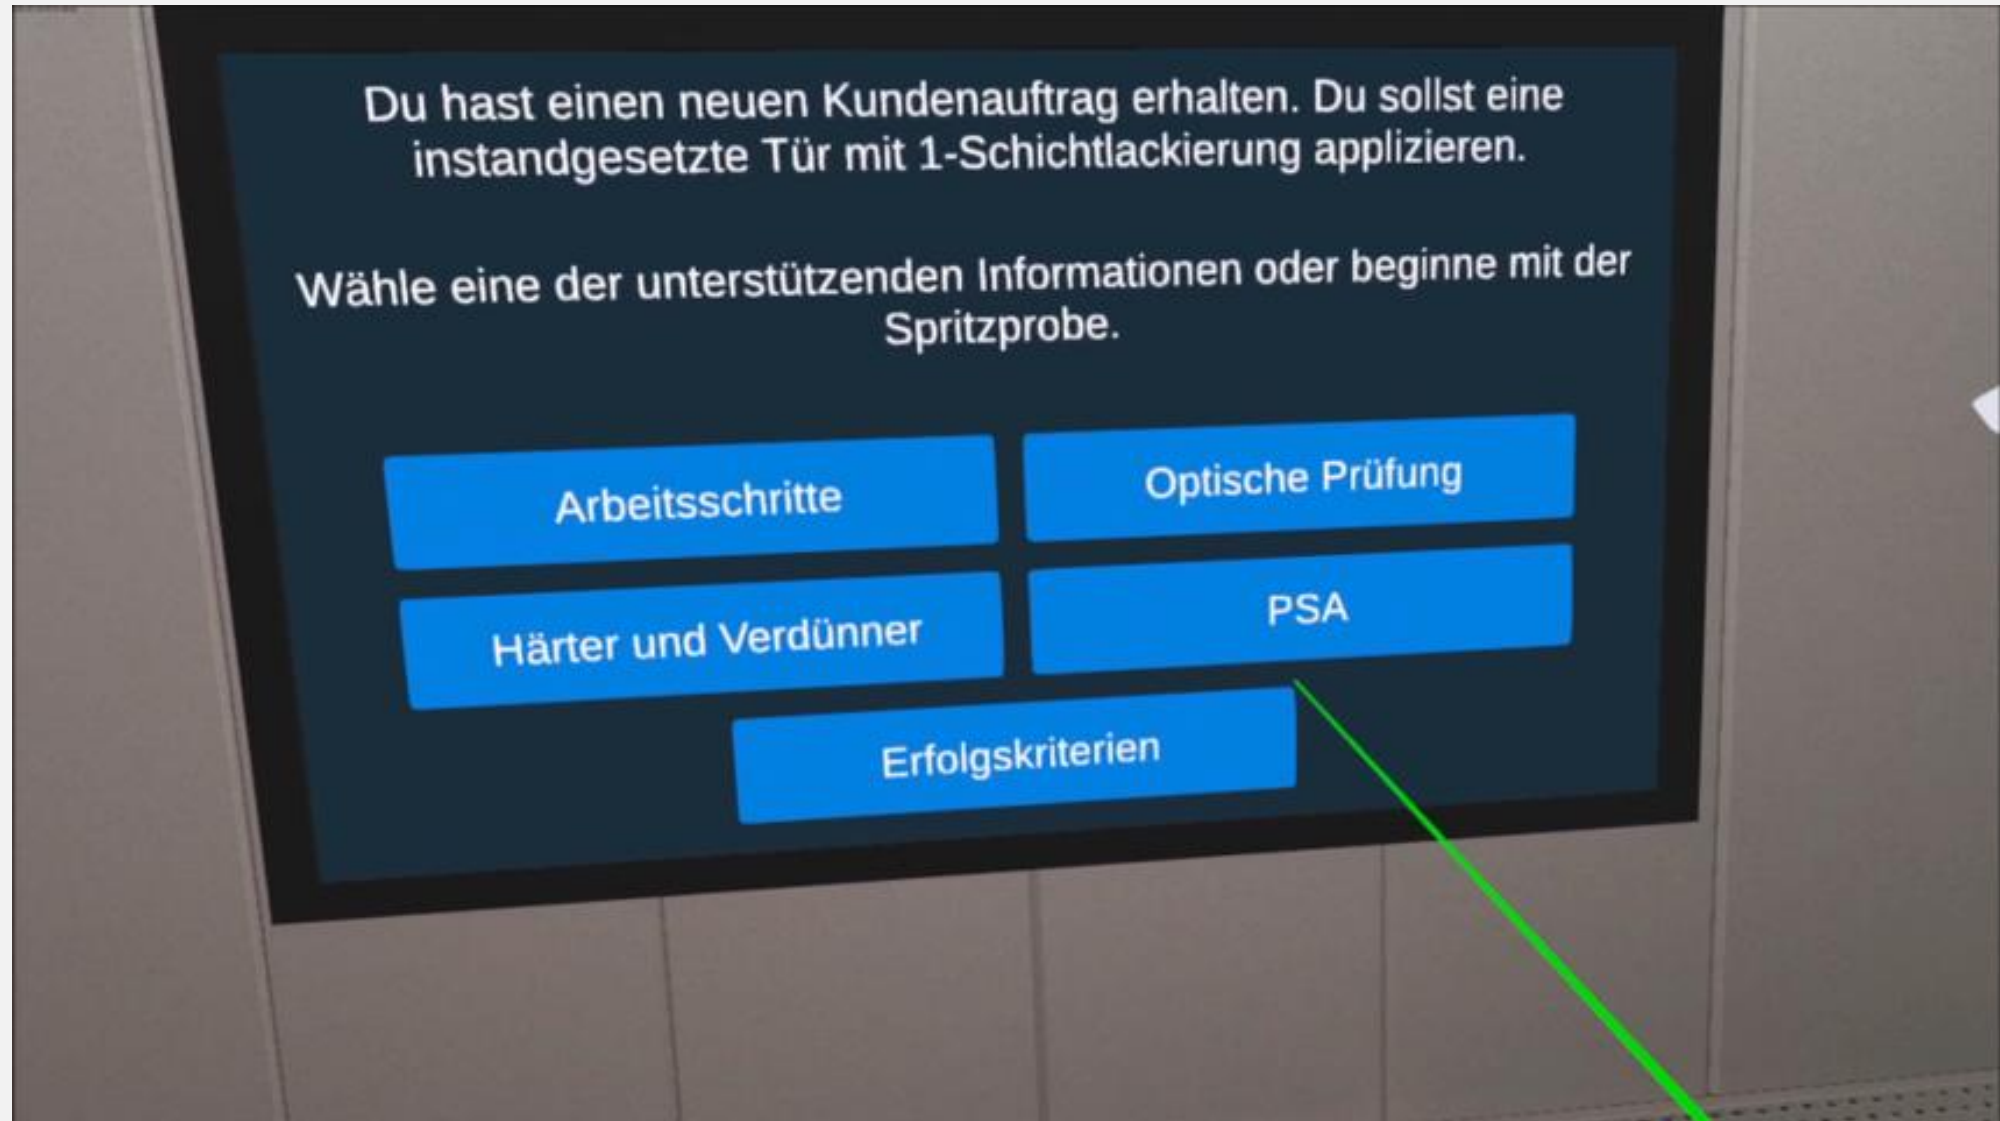 Du hast einen neuen Kundenauftrag erhalten. Du sollst eine
instandgesetzte Tür mit 1-Schichtlackierung applizieren.
Wähle eine der unterstützenden Informationen oder beginne mit der
Spritzprobe.
Arbeitsschritte
Optische Prüfung
Härter und Verdünner
PSA
Erfolgskriterien